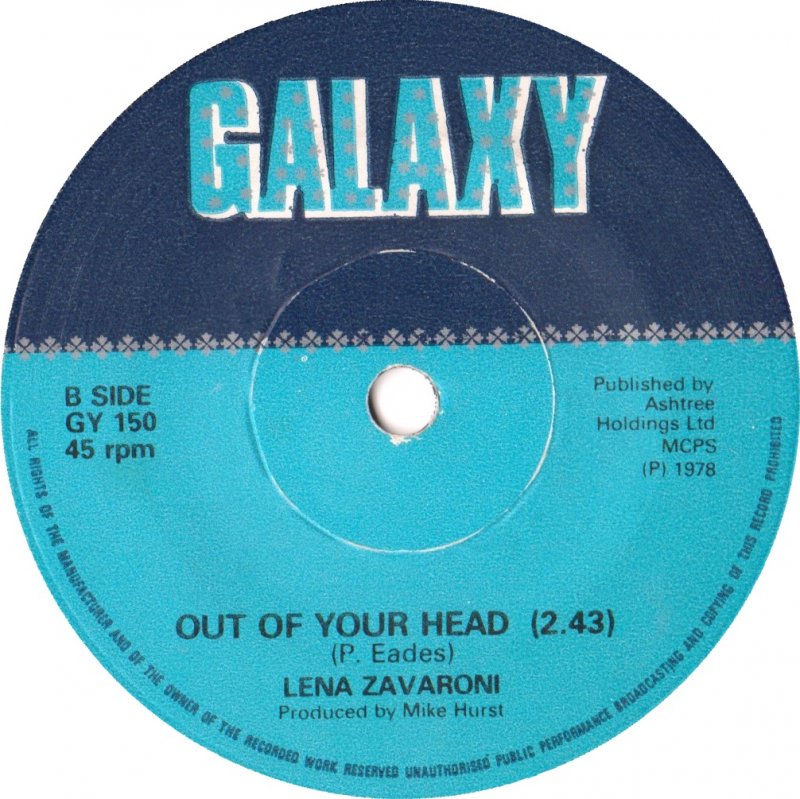 GALAXY
B SIDE
GY 150
45 rpm
Published by
Ashtree
Holdings Ltd
MCPS
(P) 1978
OUT OF YOUR HEAD (2.43)
(P. Eades)
LENA ZAVARONI
Produced by Mike Hurst
ALL RIGHTS OF THE MANUFACTURER AND OF THE OWNER OF THE RECORDED WORK RESERVED UNAUTHORISED PUBLIC PERFORMANCE BROADCASTING AND COPYING OF THIS RECORD PROHIBITED